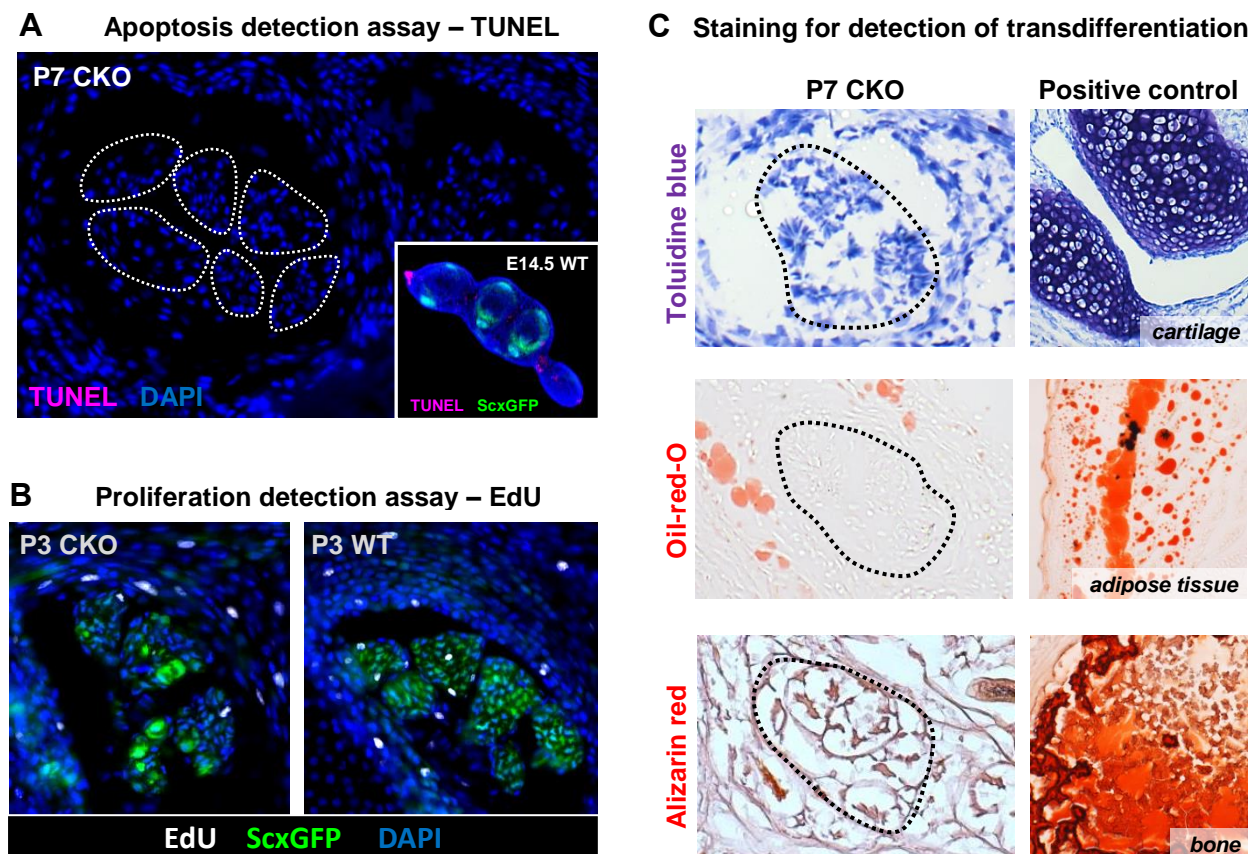 A Apoptosis detection assay – TUNEL
P7 CKO
E14.5 WT
TUNEL ScxGFP
TUNEL DAPI
B Proliferation detection assay – EdU
P3 CKO
P3 WT
EdU ScxGFP DAPI
C Staining for detection of transdifferentiation
P7 CKO Positive control
Toluidine blue
cartilage
Oil-red-O
adipose tissue
Alizarin red
bone